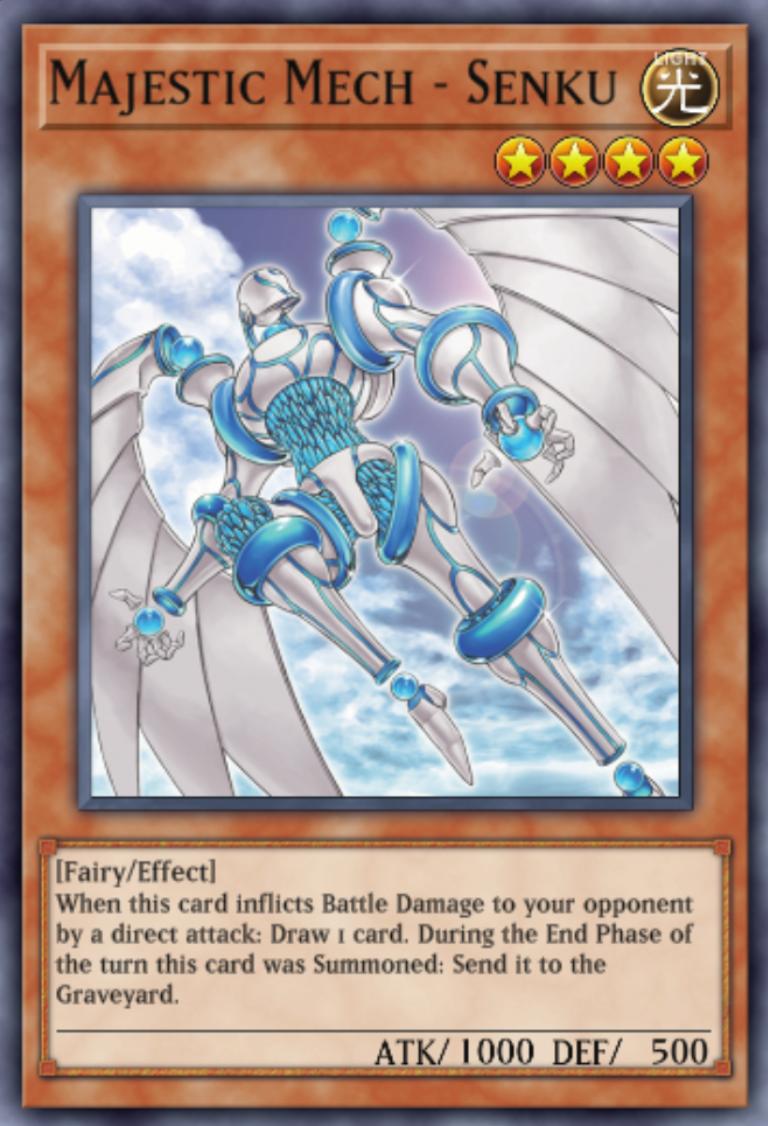 MAJESTIC MECH - SENKU
LIGHT
光
[Fairy/Effect]
When this card inflicts Battle Damage to your opponent
by a direct attack: Draw 1 card. During the End Phase of
the turn this card was Summoned: Send it to the
Graveyard.
ATK/ 1000 DEF/ 500